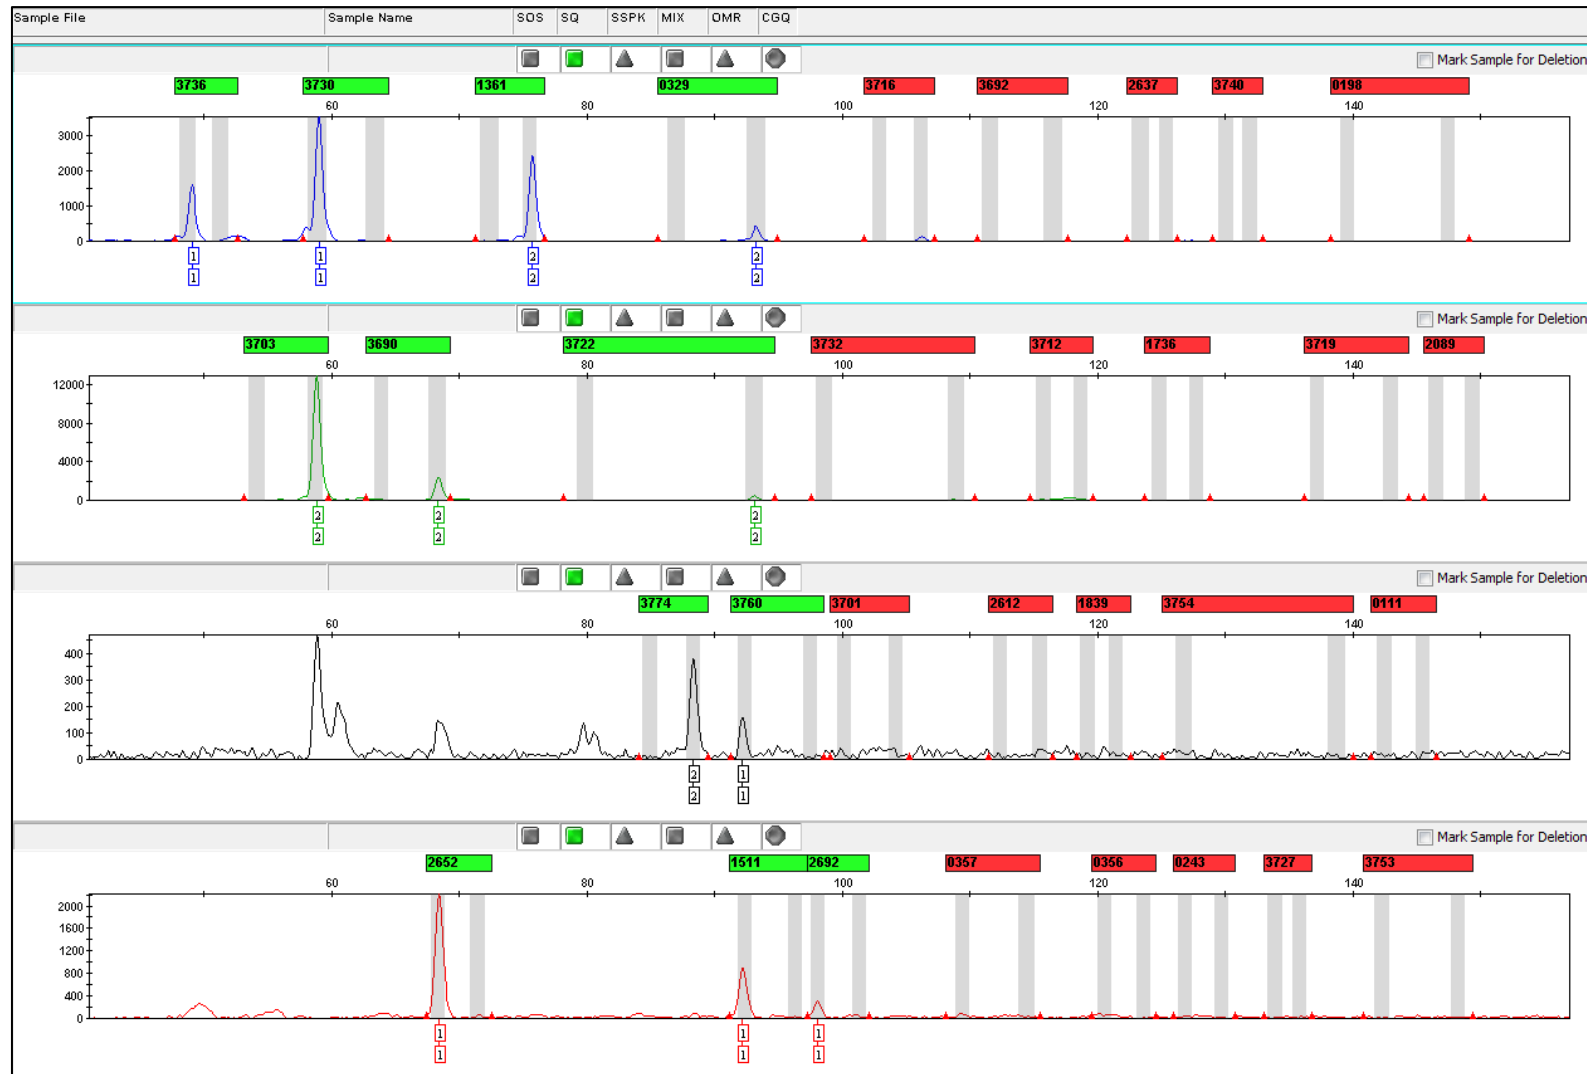 Sample File Sample Name SOS SQ SSPK MIX OMR CGQ
Mark Sample for Deletion
3736 3730 1361 0329 3716 3692 2637 3740 0198
60 80 100 120 140
3000
2000
1000
0
1 1 2 2
1 1 2 2
Mark Sample for Deletion
3703 3690 3722 3732 3712 1736 3719 2089
60 80 100 120 140
12000
8000
4000
0
2 2 2
2 2 2
Mark Sample for Deletion
3774 3760 3701 2612 1839 3754 0111
60 80 100 120 140
400
300
200
100
0
2 1
2 1
Mark Sample for Deletion
2652 1511 2692 0357 0356 0243 3727 3753
60 80 100 120 140
2000
1600
1200
800
400
0
1 1 1
1 1 1